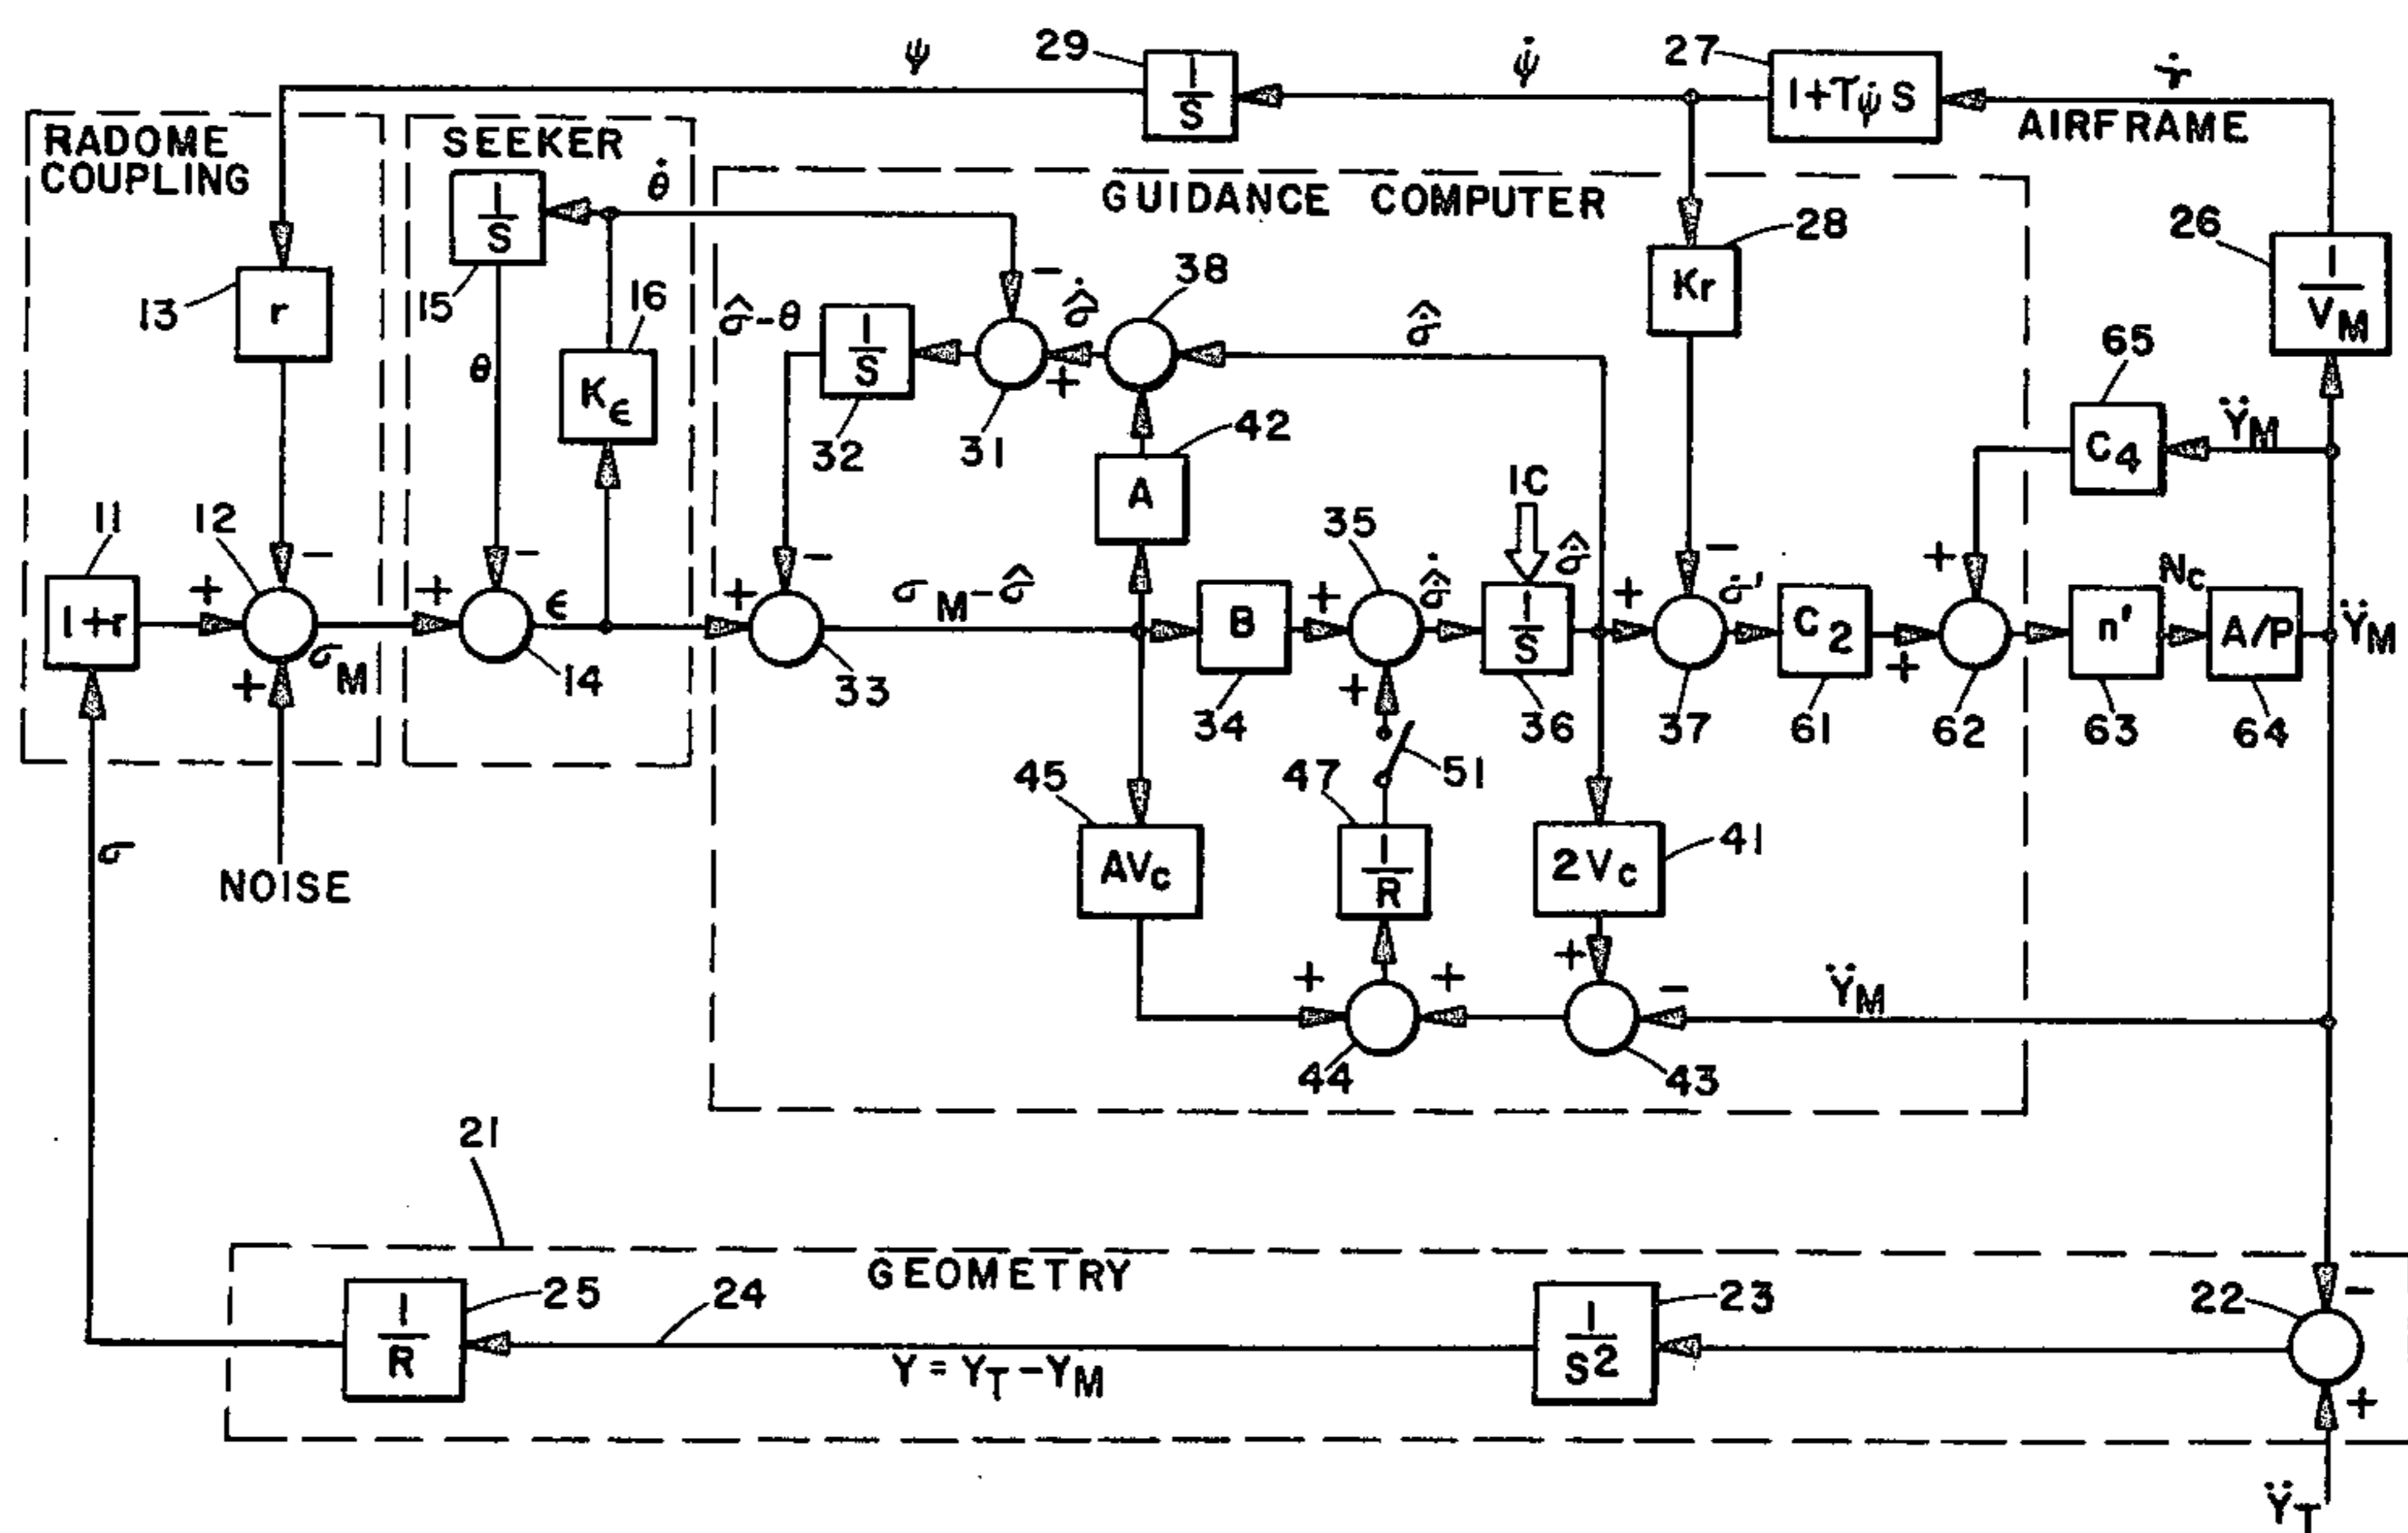 ψ
29
1/S
ψ̇
27
1+Tψ̇ S
γ̇
AIRFRAME
RADOME
COUPLING
SEEKER
1/S
θ̇
GUIDANCE COMPUTER
28
26
13
r
15
θ
16
Kϵ
σ̂-θ
1/S
32
−
31
+
σ̂̇
38
σ̇̂
Kr
1/VM
65
C4
ŸM
42
A
11
12
1+r
+
−
+
σM
+
−
ϵ
14
+
−
33
σM-σ̂
B
34
35
+
+
σ̇̂̇
IC
σ̇̂
1/S
36
+
−
37
σ̇'
C2
61
+
+
62
n'
63
Nc
A/P
64
ŸM
σ
NOISE
45
AVc
47
1/R
51
2Vc
41
+
+
+
−
ŸM
44
43
21
GEOMETRY
1/R
25
24
Y = YT − YM
1/S2
23
22
−
+
ŸT